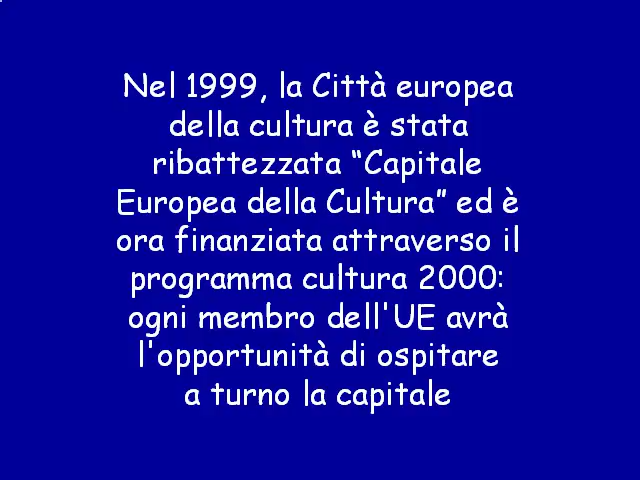 Nel 1999, la Città europea
della cultura è stata
ribattezzata “Capitale
Europea della Cultura” ed è
ora finanziata attraverso il
programma cultura 2000:
ogni membro dell'UE avrà
l'opportunità di ospitare
a turno la capitale